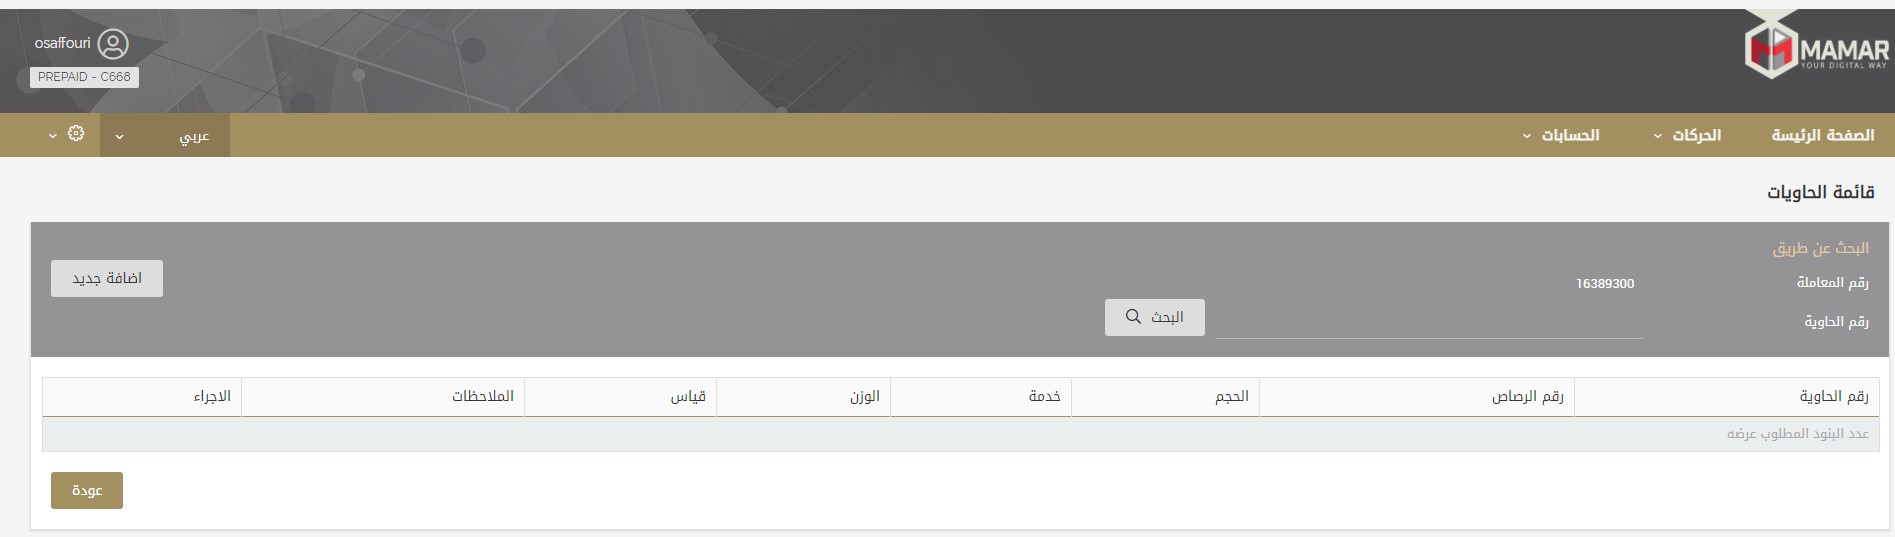 osaffouri
PREPAID - C668
MAMAR
YOUR DIGITAL WAY
الصفحة الرئيسة
الحركات
الحسابات
عربي
قائمة الحاويات
البحث عن طريق
رقم المعاملة
16389300
اضافة جديد
رقم الحاوية
البحث
رقم الحاوية
رقم الرصاص
الحجم
خدمة
الوزن
قياس
الملاحظات
الاجراء
عدد البنود المطلوب عرضه
عودة